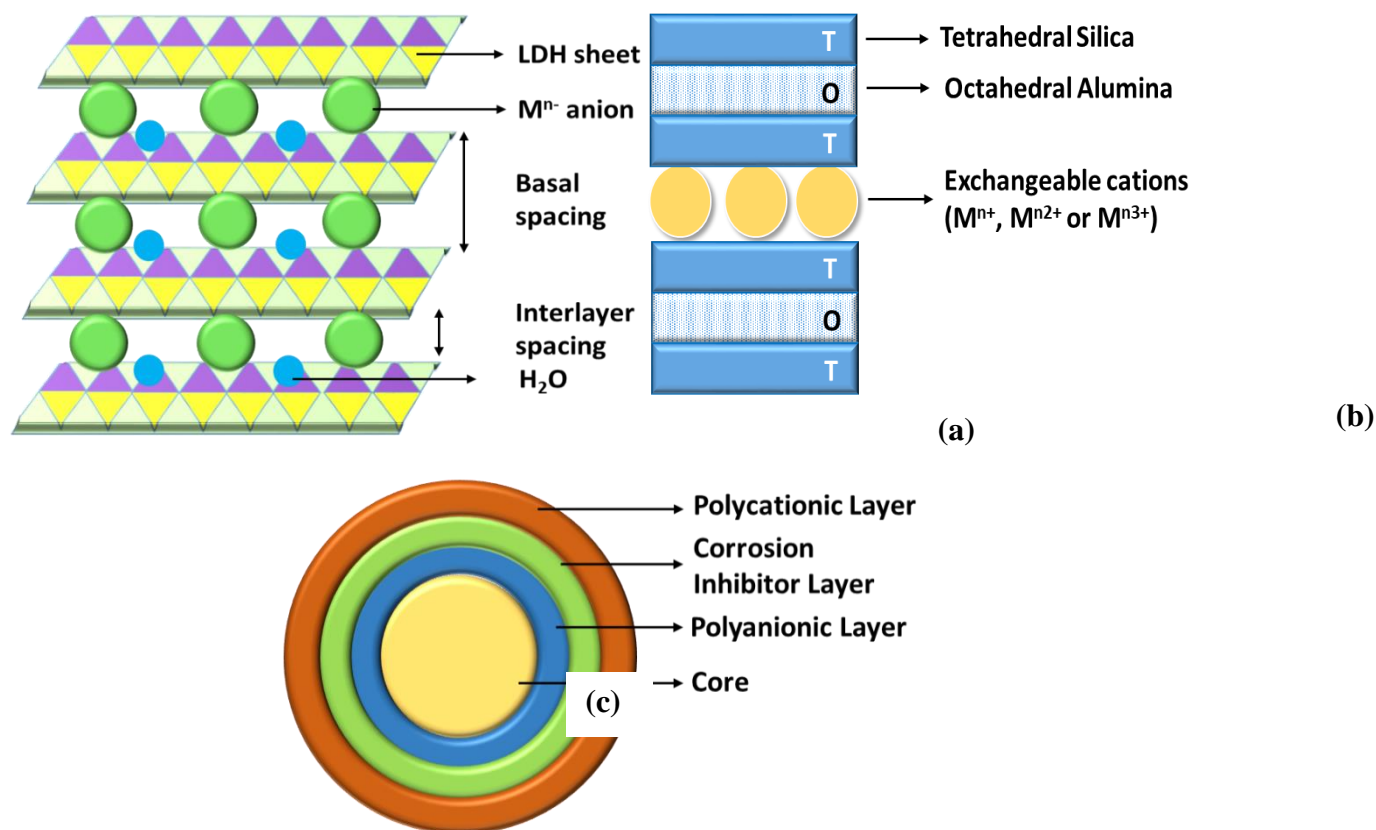 LDH sheet
Mⁿ⁻ anion
Basal
spacing
Interlayer
spacing
H₂O
T
O
T
T
O
T
Tetrahedral Silica
Octahedral Alumina
Exchangeable cations
(Mⁿ⁺, Mⁿ²⁺ or Mⁿ³⁺)
(a)
(b)
Polycationic Layer
Corrosion
Inhibitor Layer
Polyanionic Layer
Core
(c)